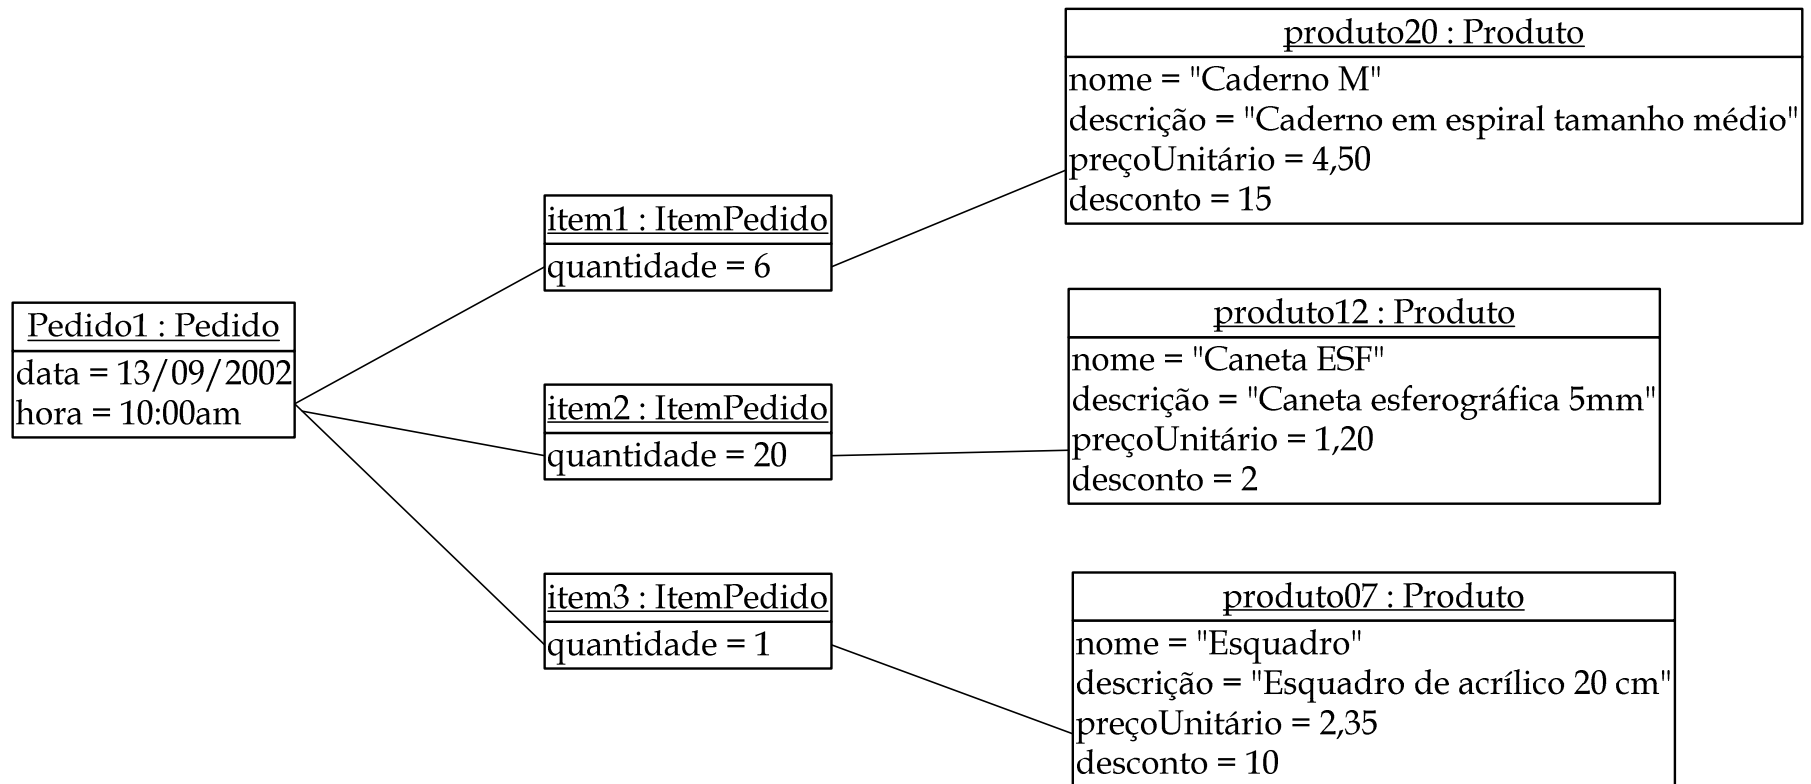 Pedido1 : Pedido
data = 13/09/2002
hora = 10:00am
item1 : ItemPedido
quantidade = 6
item2 : ItemPedido
quantidade = 20
item3 : ItemPedido
quantidade = 1
produto20 : Produto
nome = "Caderno M"
descrição = "Caderno em espiral tamanho médio"
preçoUnitário = 4,50
desconto = 15
produto12 : Produto
nome = "Caneta ESF"
descrição = "Caneta esferográfica 5mm"
preçoUnitário = 1,20
desconto = 2
produto07 : Produto
nome = "Esquadro"
descrição = "Esquadro de acrílico 20 cm"
preçoUnitário = 2,35
desconto = 10